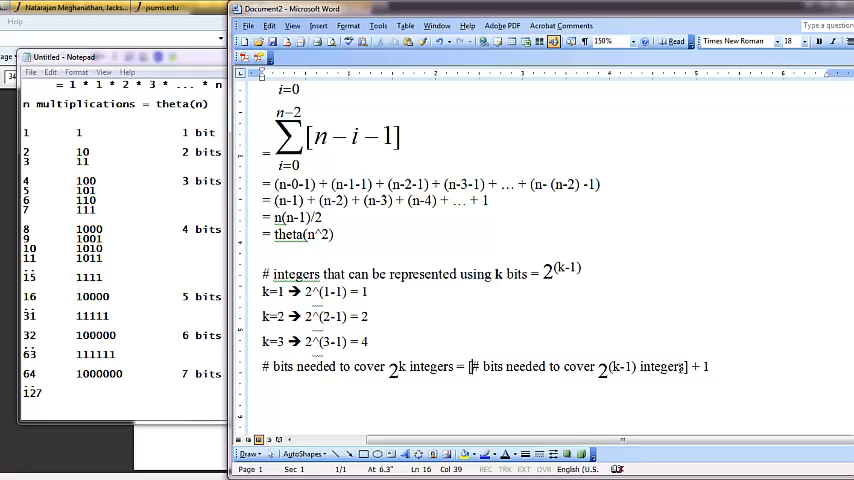 Natarajan Meghanathan, Jacks...
jsums.edu
Document2 - Microsoft Word
Help
File Edit View Insert Format Tools Table Window Help Adobe PDF Acrobat Comments
Type a question
150%
Read
Times New Roman
18
B I
Untitled - Notepad
File Edit Format View Help
= 1 * 1 * 2 * 3 * ... * n
n multiplications = theta(n)
1 1 1 bit
2 10 2 bits
3 11
4 100 3 bits
5 101
6 110
7 111
8 1000 4 bits
9 1001
10 1010
11 1011
..
15 1111
16 10000 5 bits
..
31 11111
32 100000 6 bits
..
63 111111
64 1000000 7 bits
..
127
i=0
n−2
∑ [n − i − 1]
=
i=0
= (n-0-1) + (n-1-1) + (n-2-1) + (n-3-1) + … + (n- (n-2) -1)
= (n-1) + (n-2) + (n-3) + (n-4) + … + 1
= n(n-1)/2
= theta(n^2)
# integers that can be represented using k bits = 2^(k-1)
k=1 ➔ 2^(1-1) = 1
k=2 ➔ 2^(2-1) = 2
k=3 ➔ 2^(3-1) = 4
# bits needed to cover 2k integers = [# bits needed to cover 2(k-1) integers] + 1
Draw AutoShapes
Page 1 Sec 1 1/1 At 6.3" Ln 16 Col 39 REC TRK EXT OVR English (U.S.